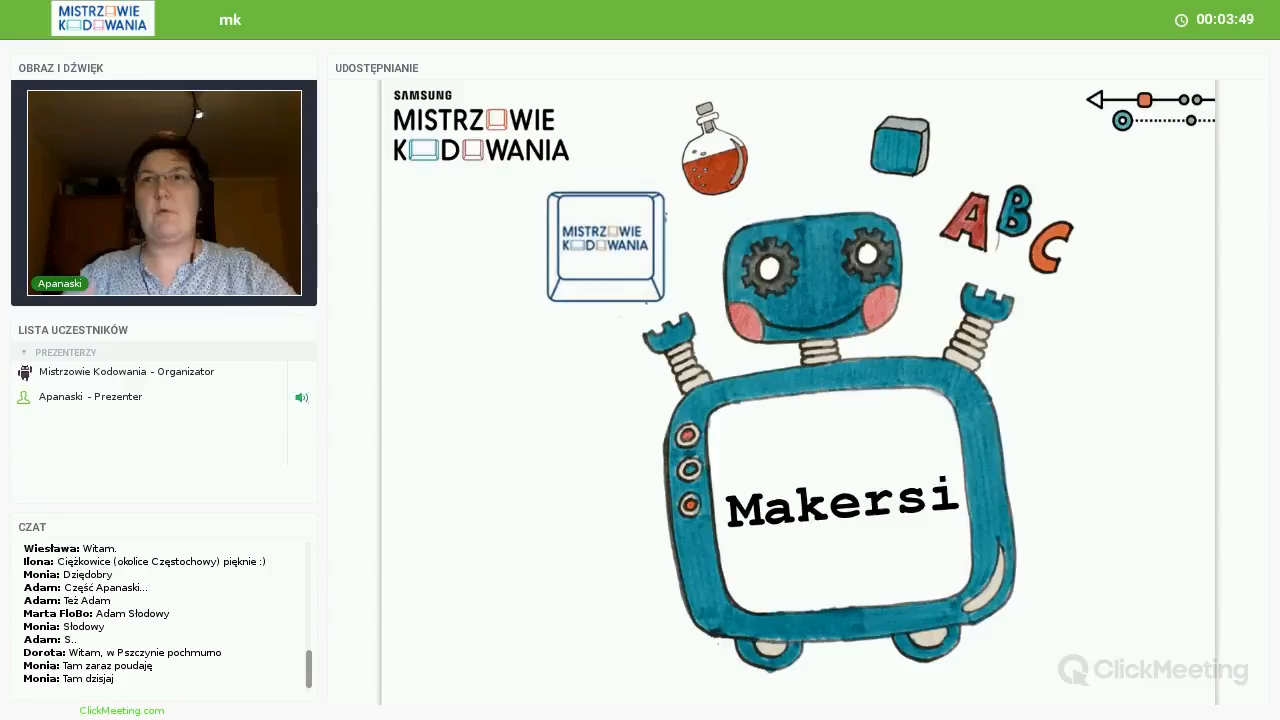 MISTRZOWIE
KODOWANIA
mk
00:03:49
OBRAZ I DŹWIĘK
Apanaski
LISTA UCZESTNIKÓW
PREZENTERZY
Mistrzowie Kodowania - Organizator
Apanaski - Prezenter
CZAT
Wiesława: Witam.
Ilona: Ciężkowice (okolice Częstochowy) pięknie :)
Monia: Dziędobry
Adam: Część Apanaski...
Adam: Też Adam
Marta FloBo: Adam Słodowy
Monia: Słodowy
Adam: S..
Dorota: Witam, w Pszczynie pochmurno
Monia: Tam zaraz poudaję
Monia: Tam dzisjaj
ClickMeeting.com
UDOSTĘPNIANIE
SAMSUNG
MISTRZOWIE
KODOWANIA
MISTRZOWIE
KODOWANIA
ABC
Makersi
ClickMeeting